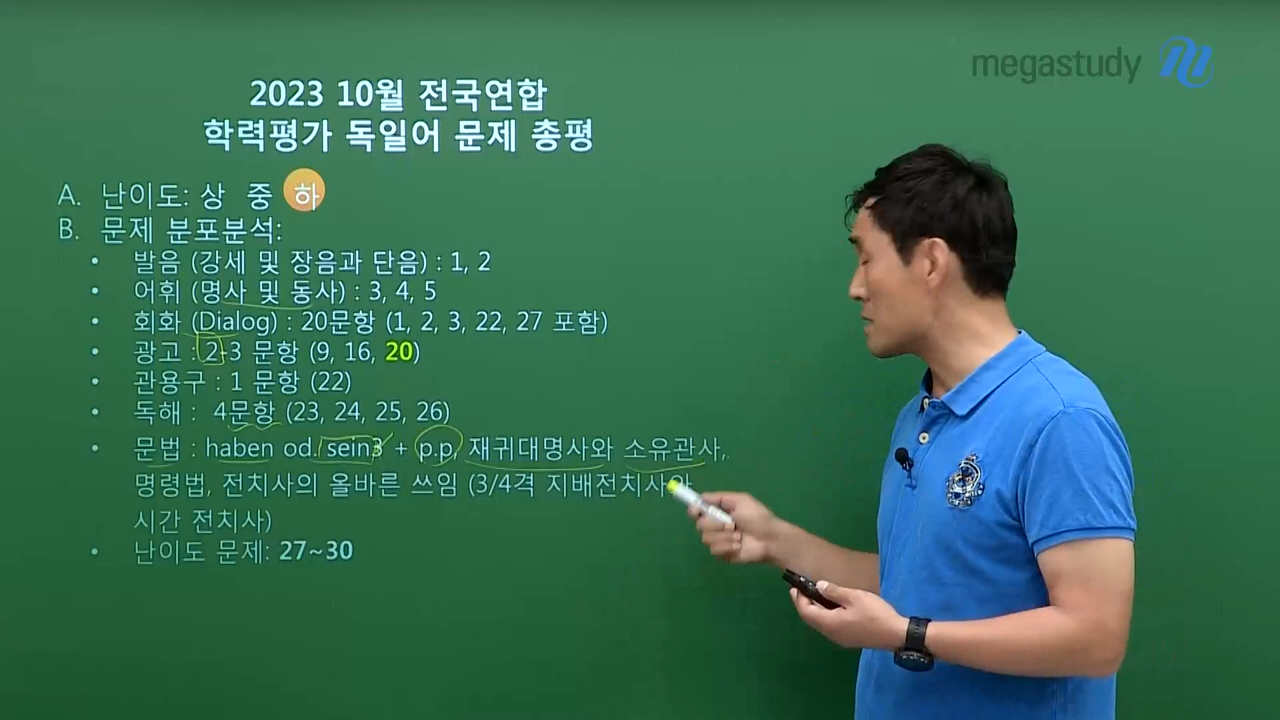 megastudy
2023 10월 전국연합
학력평가 독일어 문제 총평
A. 난이도: 상 중 하
B. 문제 분포분석:
• 발음 (강세 및 장음과 단음) : 1, 2
• 어휘 (명사 및 동사) : 3, 4, 5
• 회화 (Dialog) : 20문항 (1, 2, 3, 22, 27 포함)
• 광고 : 2-3 문항 (9, 16, 20)
• 관용구 : 1 문항 (22)
• 독해 : 4문항 (23, 24, 25, 26)
• 문법 : haben od. sein + p.p, 재귀대명사와 소유관사,
명령법, 전치사의 올바른 쓰임 (3/4격 지배전치사와
시간 전치사)
• 난이도 문제: 27~30